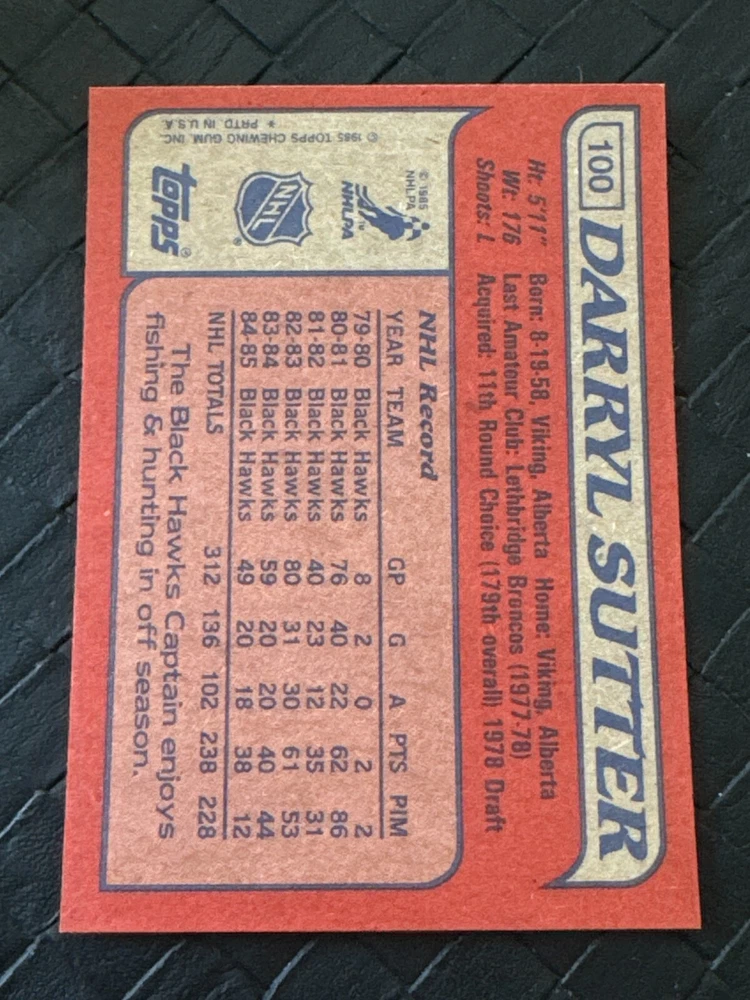 100 DARRYL SUTTER
Ht: 5'11" Born: 8-19-58, Viking, Alberta Home: Viking, Alberta
Wt: 176 Last Amateur Club: Lethbridge Broncos (1977-78)
Shoots: L Acquired: 11th Round Choice (179th overall) 1978 Draft
© 1985
NHLPA
NHLPA
TM
NHL
®
topps®
© 1985 TOPPS CHEWING GUM, INC.
* PRTD. IN U.S.A.
NHL Record
YEAR TEAM GP G A PTS PIM
79-80 Black Hawks 8 2 0 2 2
80-81 Black Hawks 76 40 22 62 86
81-82 Black Hawks 40 23 12 35 31
82-83 Black Hawks 80 31 30 61 53
83-84 Black Hawks 59 20 20 40 44
84-85 Black Hawks 49 20 18 38 12
NHL TOTALS 312 136 102 238 228
The Black Hawks Captain enjoys
fishing & hunting in off season.